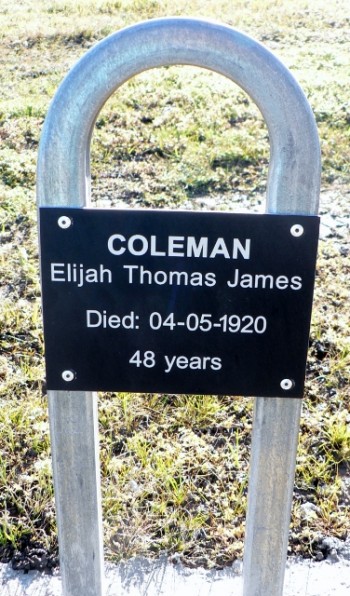 COLEMAN
Elijah Thomas James
Died: 04-05-1920
48 years